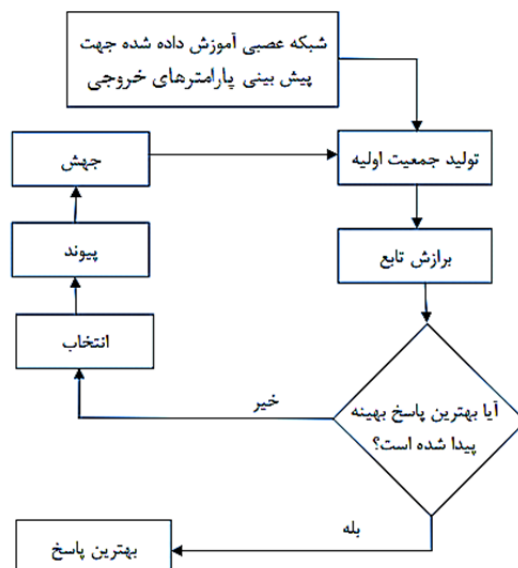 شبکه عصبی آموزش داده شده جهت
پیش بینی پارامترهای خروجی
تولید جمعیت اولیه
جهش
برازش تابع
پیوند
انتخاب
آیا بهترین پاسخ بهینه
پیدا شده است؟
خیر
بله
بهترین پاسخ